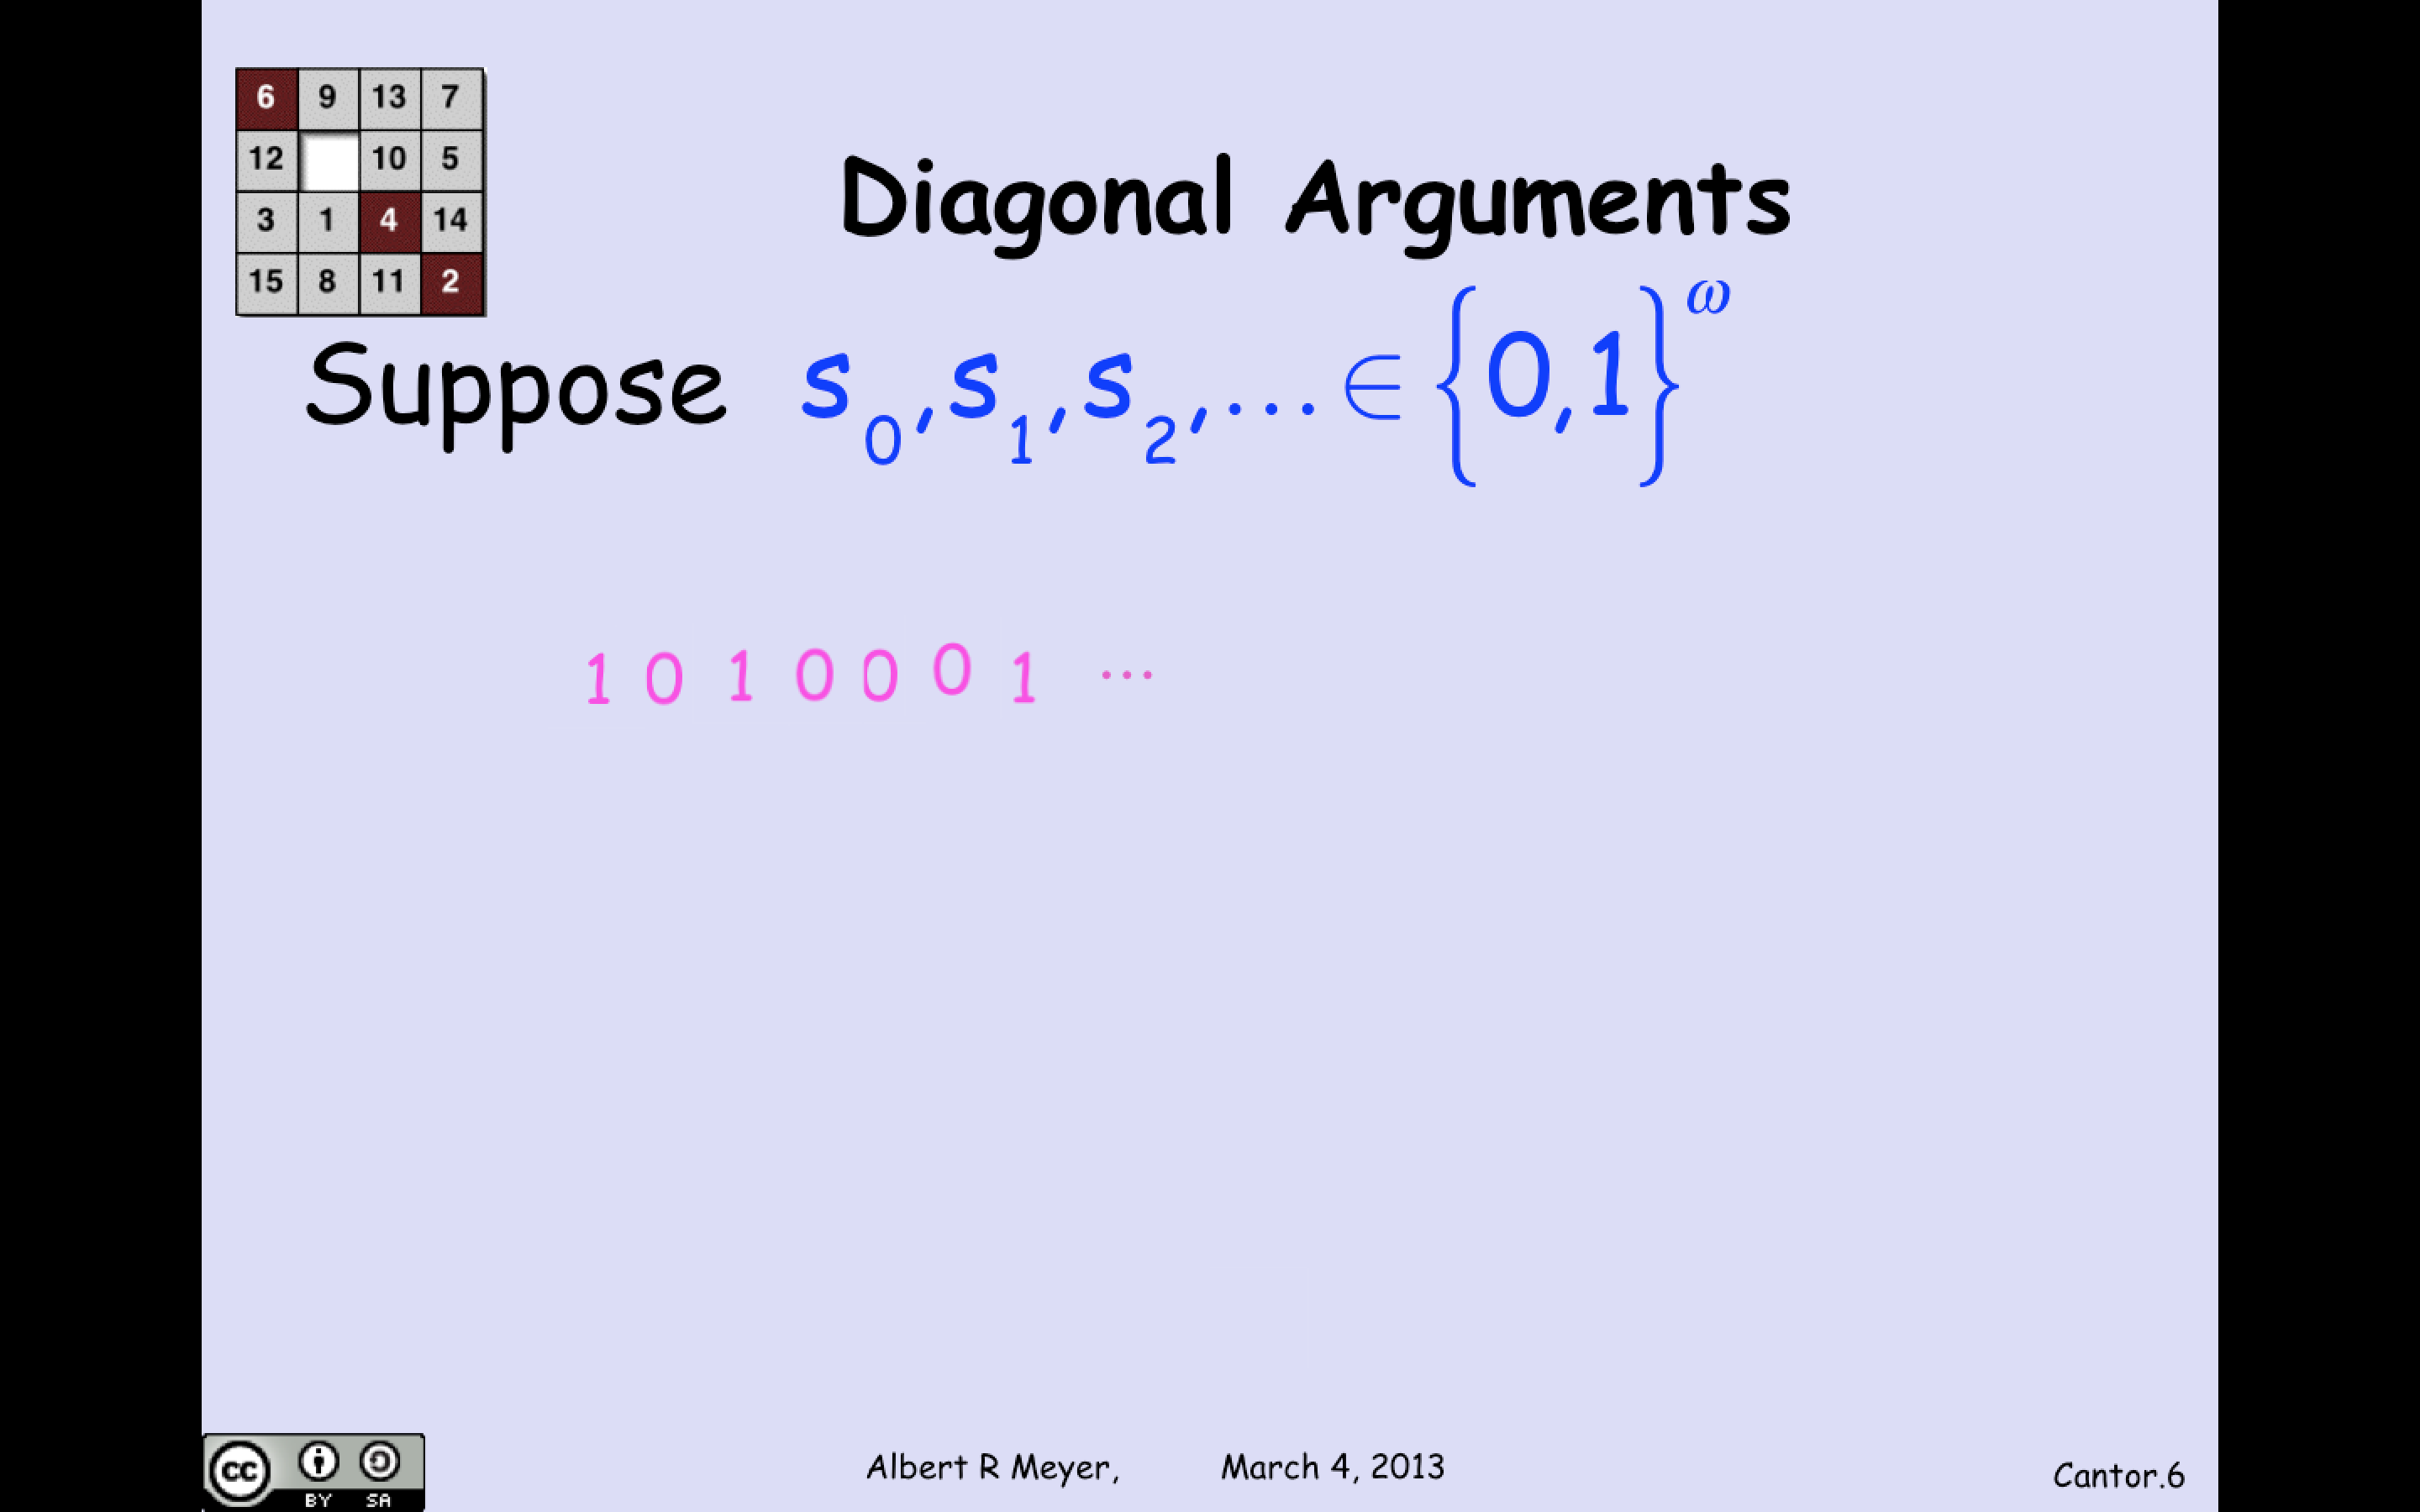 6 9 13 7
12 10 5
3 1 4 14
15 8 11 2
Diagonal Arguments
Suppose s₀,s₁,s₂,...∈{0,1}^ω
1 0 1 0 0 0 1 ...
cc BY SA
Albert R Meyer, March 4, 2013
Cantor.6